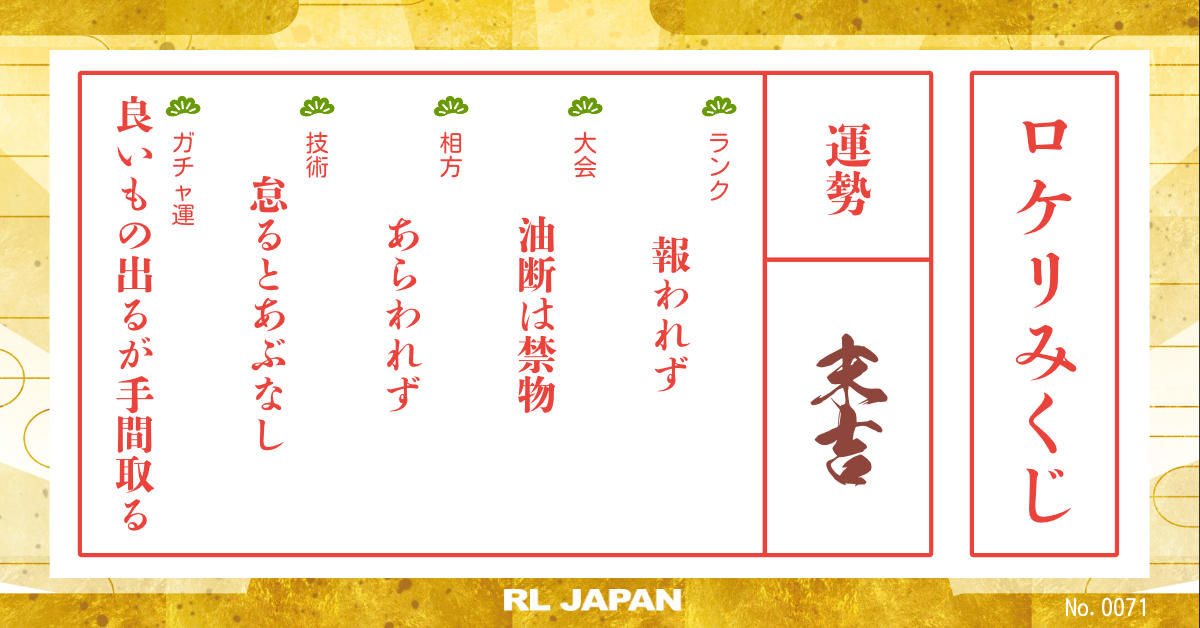 ロケリみくじ
運勢
末吉
ランク
報われず
大会
油断は禁物
相方
あらわれず
技術
怠るとあぶなし
ガチャ運
良いもの出るが手間取る
RL JAPAN
No. 0071